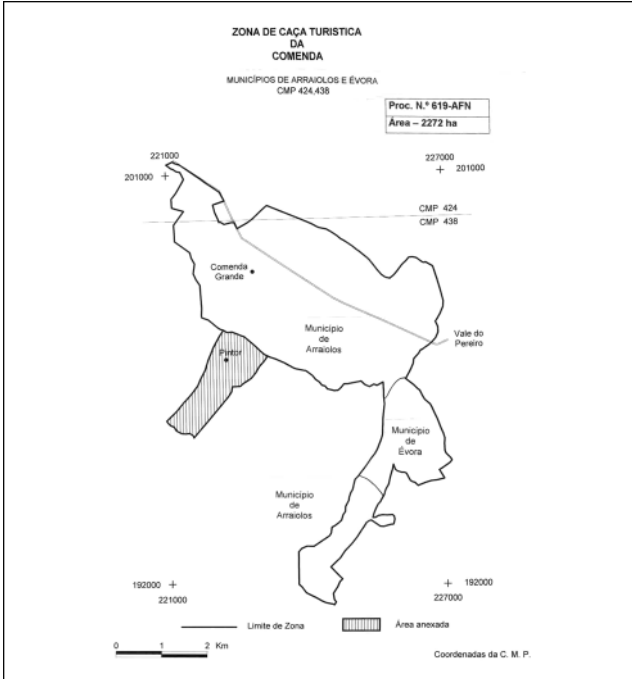 ZONA DE CAÇA TURISTICA
DA
COMENDA
MUNICÍPIOS DE ARRAIOLOS E ÉVORA
CMP 424,438
Proc. N.º 619-AFN
Área – 2272 ha
221000
201000
227000
201000
CMP 424
CMP 438
Comenda
Grande
Município
de
Arraiolos
Vale do
Pereiro
Pintor
Município
de
Évora
Município
de
Arraiolos
192000
221000
192000
227000
Limite de Zona
Área anexada
0 1 2 Km
Coordenadas da C. M. P.